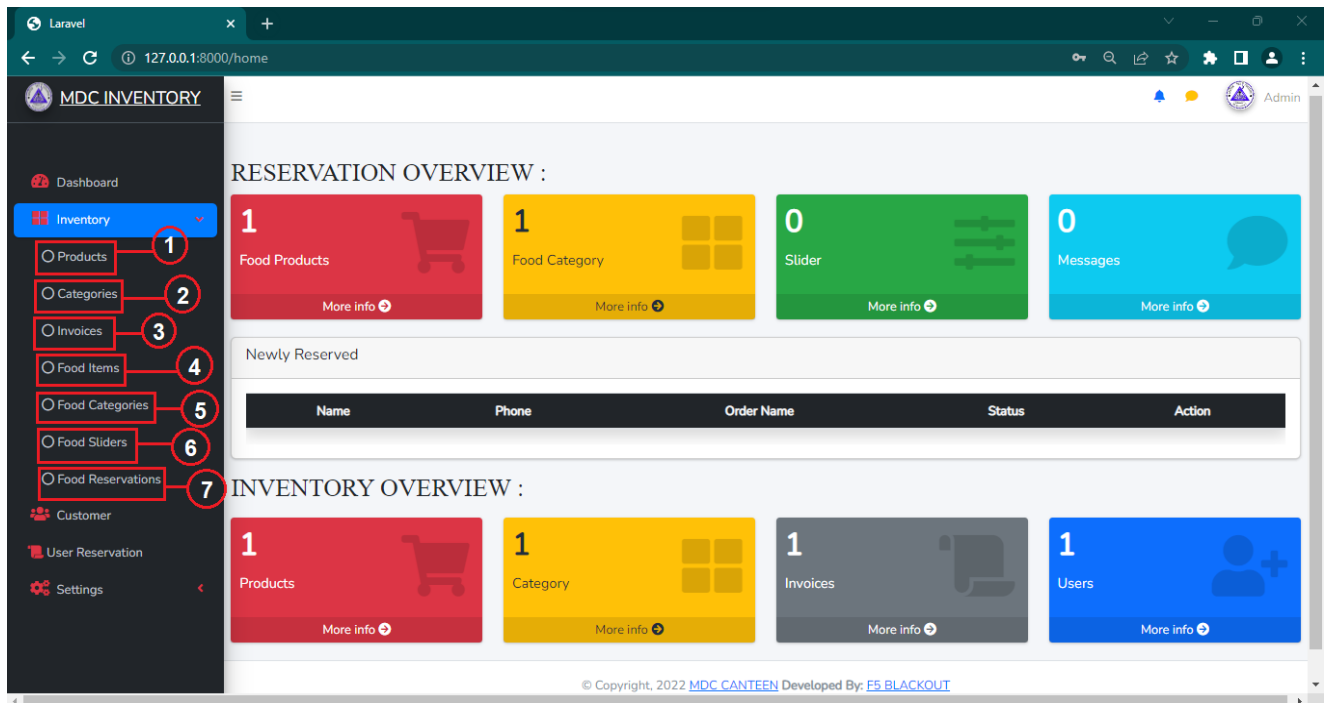 Laravel
127.0.0.1:8000/home
MDC INVENTORY
Admin
Dashboard
Inventory
Products
1
Categories
2
Invoices
3
Food Items
4
Food Categories
5
Food Sliders
6
Food Reservations
7
Customer
User Reservation
Settings
RESERVATION OVERVIEW :
1
Food Products
More info
1
Food Category
More info
0
Slider
More info
0
Messages
More info
Newly Reserved
Name Phone Order Name Status Action
INVENTORY OVERVIEW :
1
Products
More info
1
Category
More info
1
Invoices
More info
1
Users
More info
© Copyright, 2022 MDC CANTEEN Developed By: F5 BLACKOUT